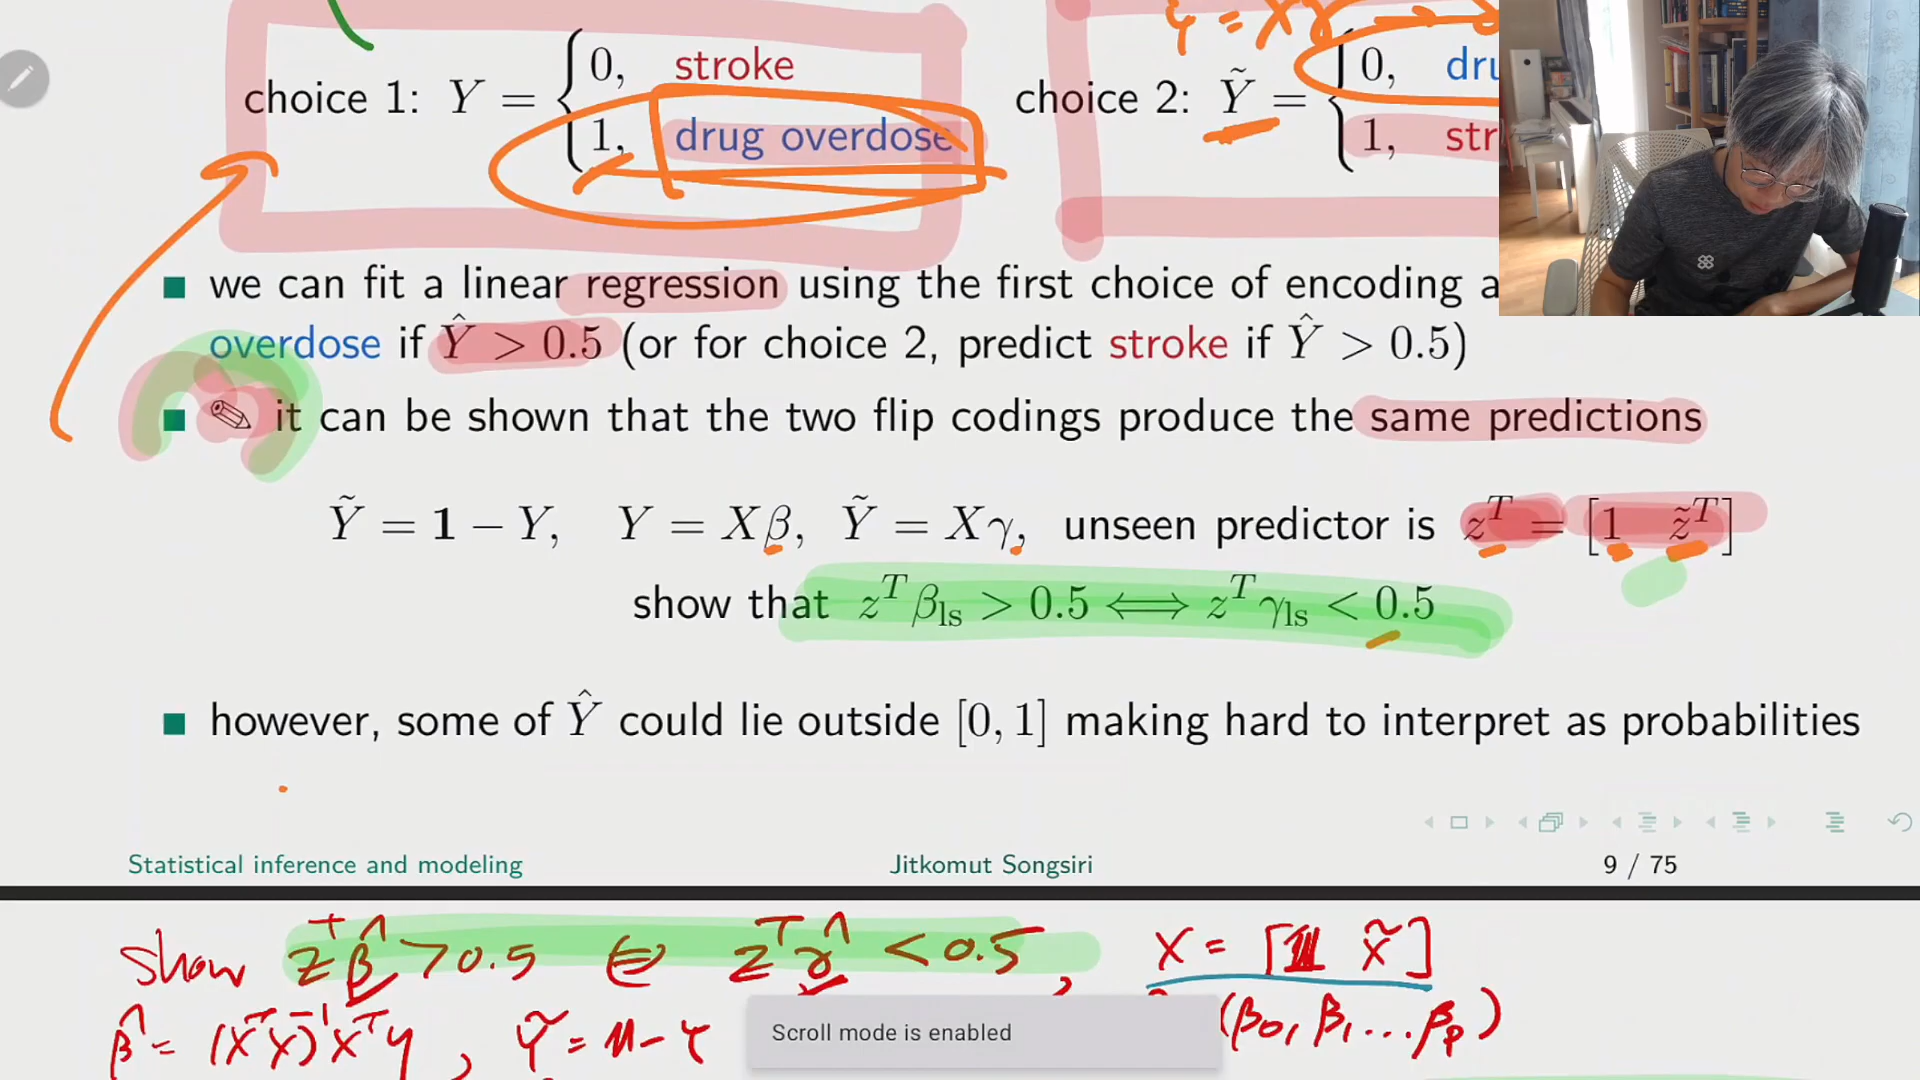 Y = Xγ
choice 1: Y = { 0, stroke
1, drug overdose
choice 2: Ỹ = { 0, dru
1, str
■ we can fit a linear regression using the first choice of encoding a
overdose if Ŷ > 0.5 (or for choice 2, predict stroke if Ŷ > 0.5)
■ ✎ it can be shown that the two flip codings produce the same predictions
Ỹ = 1 − Y, Y = Xβ, Ỹ = Xγ, unseen predictor is z^T = [1 z̃^T]
show that z^T β_ls > 0.5 ⟺ z^T γ_ls < 0.5
■ however, some of Ŷ could lie outside [0, 1] making hard to interpret as probabilities
Statistical inference and modeling
Jitkomut Songsiri
9 / 75
Show z^T β̂ > 0.5 ⇔ z^T γ̂ < 0.5, X = [1 x̃]
β̂ = (X^T X)^-1 X^T y, Ỹ = 1 - Y
(β0, β1 ... βp)
Scroll mode is enabled